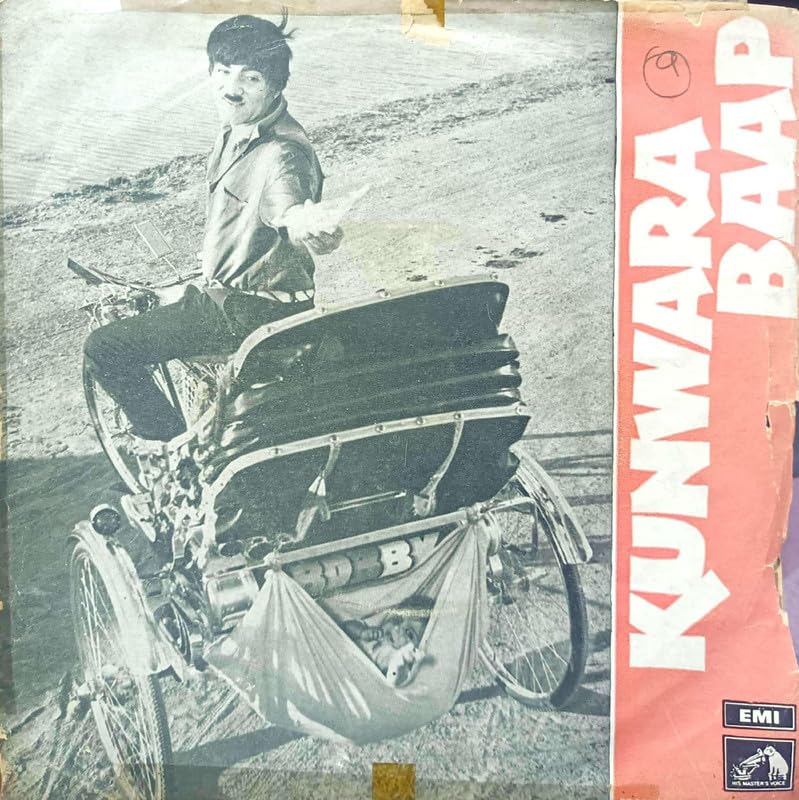 KUNWARA
BAAP
BOBBY
EMI
HIS MASTER'S VOICE